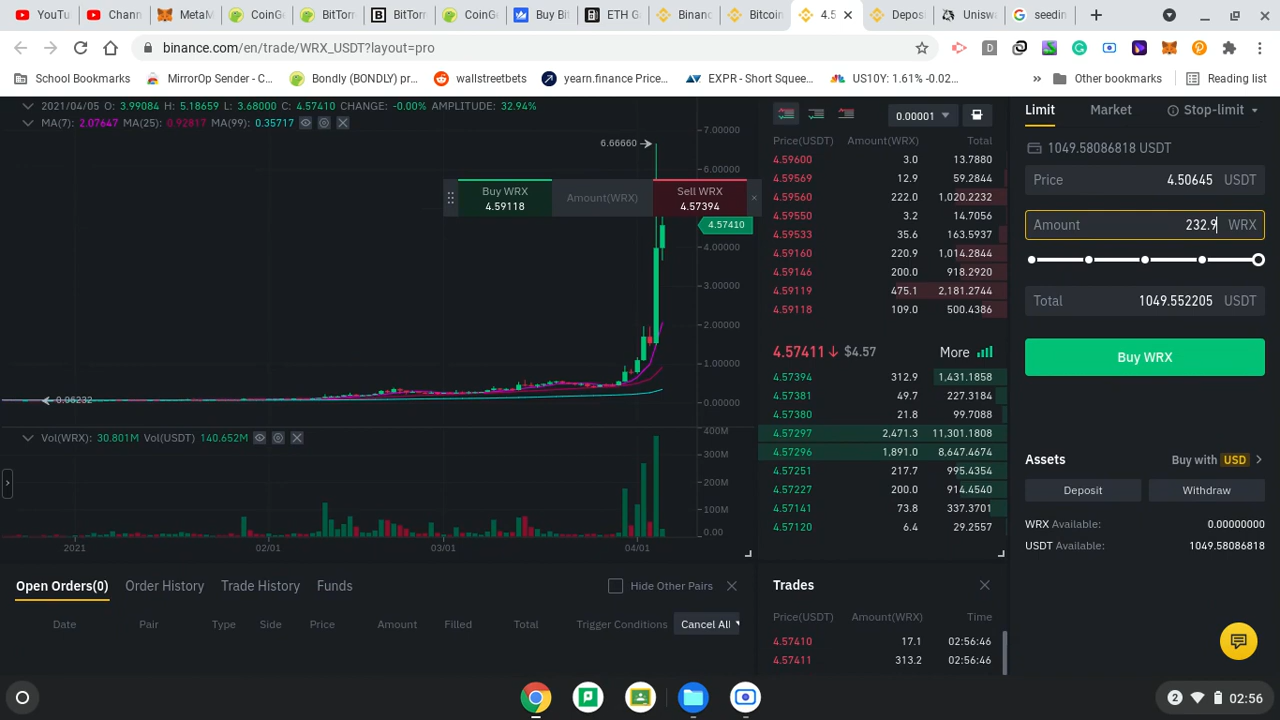 YouTu
Chann
MetaM
CoinGe
BitTorr
BitTorr
CoinGe
Buy Bit
ETH Ga
Binanc
Bitcoin
4.5
Deposi
Uniswa
seedin
binance.com/en/trade/WRX_USDT?layout=pro
School Bookmarks
MirrorOp Sender - C...
Bondly (BONDLY) pr...
wallstreetbets
yearn.finance Price...
EXPR - Short Squee...
US10Y: 1.61% -0.02...
»
Other bookmarks
Reading list
2021/04/05 O: 3.99084 H: 5.18659 L: 3.68000 C: 4.57410 CHANGE: -0.00% AMPLITUDE: 32.94%
MA(7): 2.07647 MA(25): 0.92817 MA(99): 0.35717
7.00000
6.66660
6.00000
Buy WRX
4.59118
Amount(WRX)
Sell WRX
4.57394
4.57410
4.00000
3.00000
2.00000
1.00000
0.00000
0.06232
Vol(WRX): 30.801M Vol(USDT) 140.652M
400M
300M
200M
100M
0.00
2021
02/01
03/01
04/01
0.00001
Price(USDT) Amount(WRX) Total
4.59600 3.0 13.7880
4.59569 12.9 59.2844
4.59560 222.0 1,020.2232
4.59550 3.2 14.7056
4.59533 35.6 163.5937
4.59160 220.9 1,014.2844
4.59146 200.0 918.2920
4.59119 475.1 2,181.2744
4.59118 109.0 500.4386
4.57411 $4.57 More
4.57394 312.9 1,431.1858
4.57381 49.7 227.3184
4.57380 21.8 99.7088
4.57297 2,471.3 11,301.1808
4.57296 1,891.0 8,647.4674
4.57251 217.7 995.4354
4.57227 200.0 914.4540
4.57141 73.8 337.3701
4.57120 6.4 29.2557
Limit Market Stop-limit
1049.58086818 USDT
Price 4.50645 USDT
Amount 232.9 WRX
Total 1049.552205 USDT
Buy WRX
Assets Buy with USD
Deposit Withdraw
WRX Available: 0.00000000
USDT Available: 1049.58086818
Open Orders(0) Order History Trade History Funds
Hide Other Pairs
Date Pair Type Side Price Amount Filled Total Trigger Conditions Cancel All
Trades
Price(USDT) Amount(WRX) Time
4.57410 17.1 02:56:46
4.57411 313.2 02:56:46
2
02:56